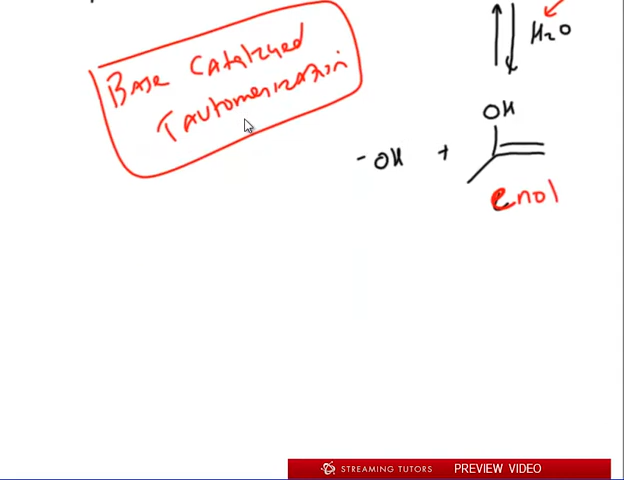 H₂O
Base Catalyzed
Tautomerization
OH
⁻OH +
enol
STREAMING TUTORS PREVIEW VIDEO